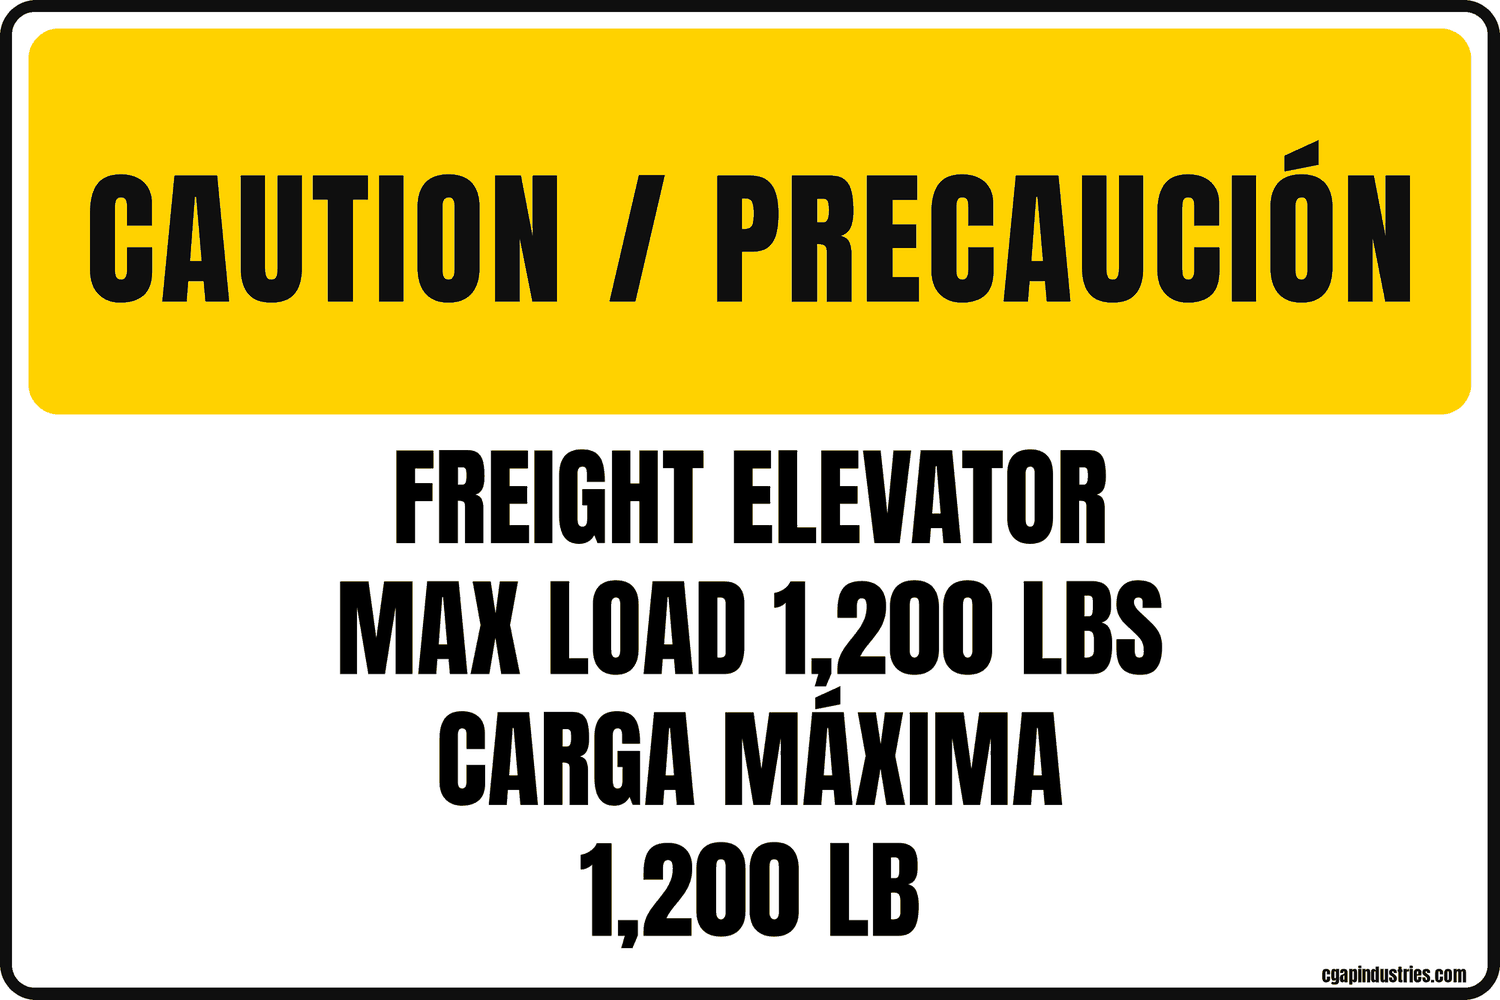 CAUTION / PRECAUCIÓN
FREIGHT ELEVATOR
MAX LOAD 1,200 LBS
CARGA MÁXIMA
1,200 LB
cgapindustries.com